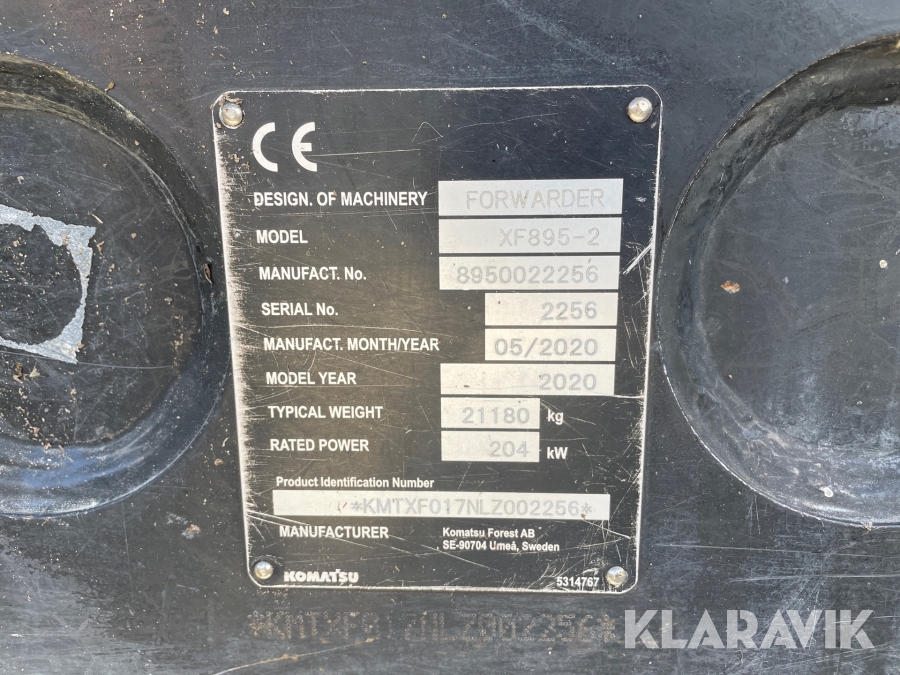 CE
DESIGN. OF MACHINERY FORWARDER
MODEL XF895-2
MANUFACT. No. 8950022256
SERIAL No. 2256
MANUFACT. MONTH/YEAR 05/2020
MODEL YEAR 2020
TYPICAL WEIGHT 21180 kg
RATED POWER 204 kW
Product Identification Number
*KMTXF017NLZ002256*
MANUFACTURER Komatsu Forest AB
SE-90704 Umeå, Sweden
KOMATSU 5314767
*KMTXF017NLZ002256*
KLARAVIK